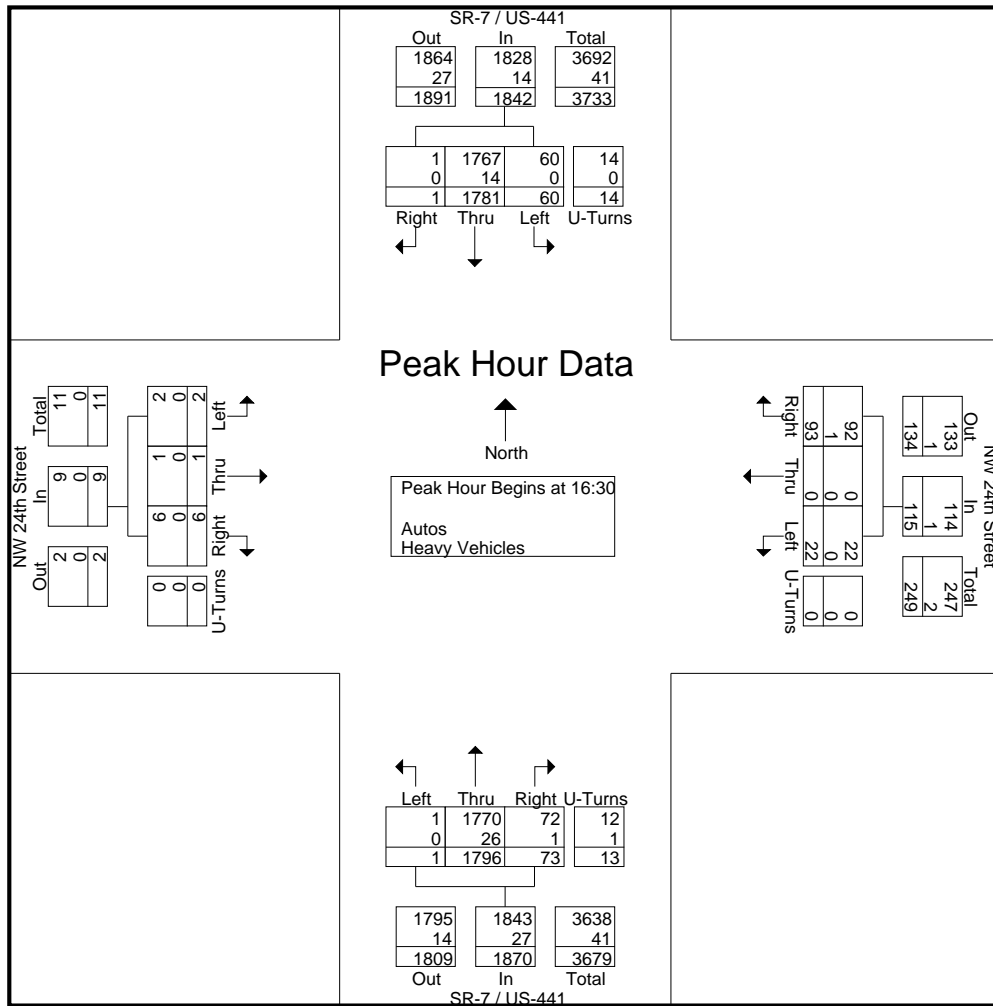 SR-7 / US-441
Out In Total
1864 1828 3692
27 14 41
1891 1842 3733
1 1767 60 14
0 14 0 0
1 1781 60 14
Right Thru Left U-Turns
Peak Hour Data
North
Peak Hour Begins at 16:30
Autos
Heavy Vehicles
NW 24th Street
Total In Out
11 9 2
0 0 0
11 9 2
2 1 6 0
0 0 0 0
2 1 6 0
Left Thru Right U-Turns
NW 24th Street
Out In Total
133 114 247
1 1 2
134 115 249
92 0 22 0
1 0 0 0
93 0 22 0
Right Thru Left U-Turns
Left Thru Right U-Turns
1 1770 72 12
0 26 1 1
1 1796 73 13
1795 1843 3638
14 27 41
1809 1870 3679
Out In Total
SR-7 / US-441